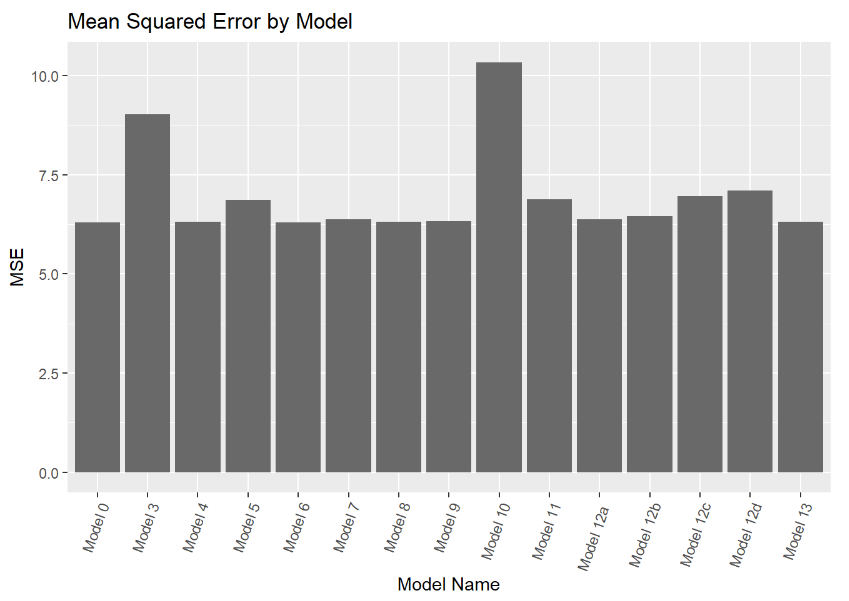 Mean Squared Error by Model
MSE
10.0
7.5
5.0
2.5
0.0
Model 0
Model 3
Model 4
Model 5
Model 6
Model 7
Model 8
Model 9
Model 10
Model 11
Model 12a
Model 12b
Model 12c
Model 12d
Model 13
Model Name